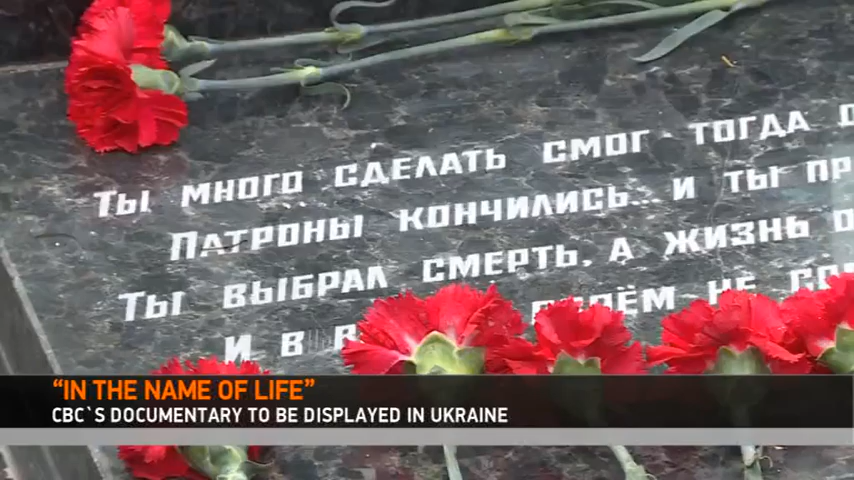 Ты много сделать смог тогда
Патроны кончились... и ты
Ты выбрал смерть, а жизнь
и в не
“IN THE NAME OF LIFE”
CBC`S DOCUMENTARY TO BE DISPLAYED IN UKRAINE